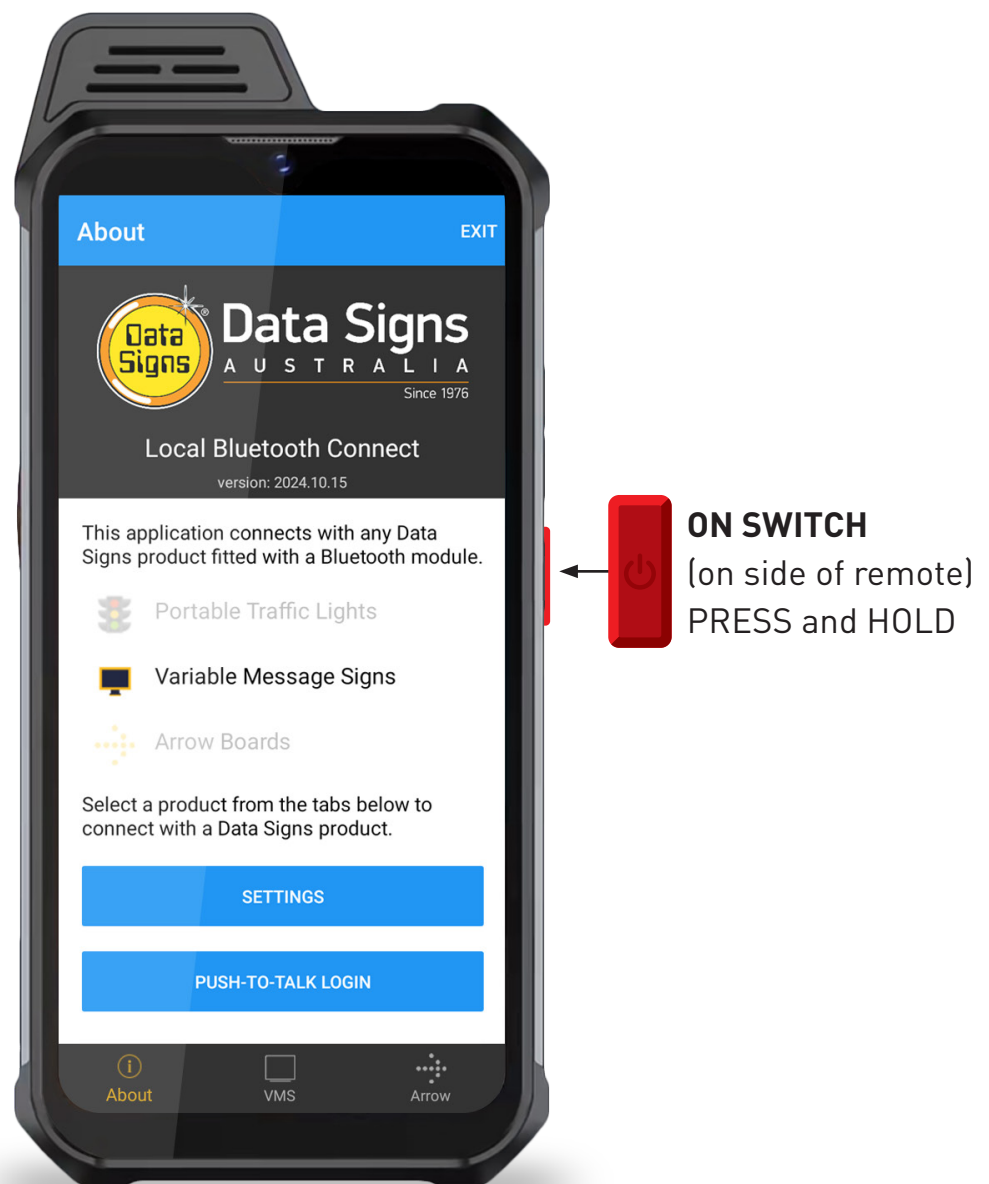 About
EXIT
Data
Signs
®
Data Signs
AUSTRALIA
Since 1976
Local Bluetooth Connect
version: 2024.10.15
This application connects with any Data
Signs product fitted with a Bluetooth module.
Portable Traffic Lights
Variable Message Signs
Arrow Boards
Select a product from the tabs below to
connect with a Data Signs product.
SETTINGS
PUSH-TO-TALK LOGIN
About
VMS
Arrow
ON SWITCH
(on side of remote)
PRESS and HOLD